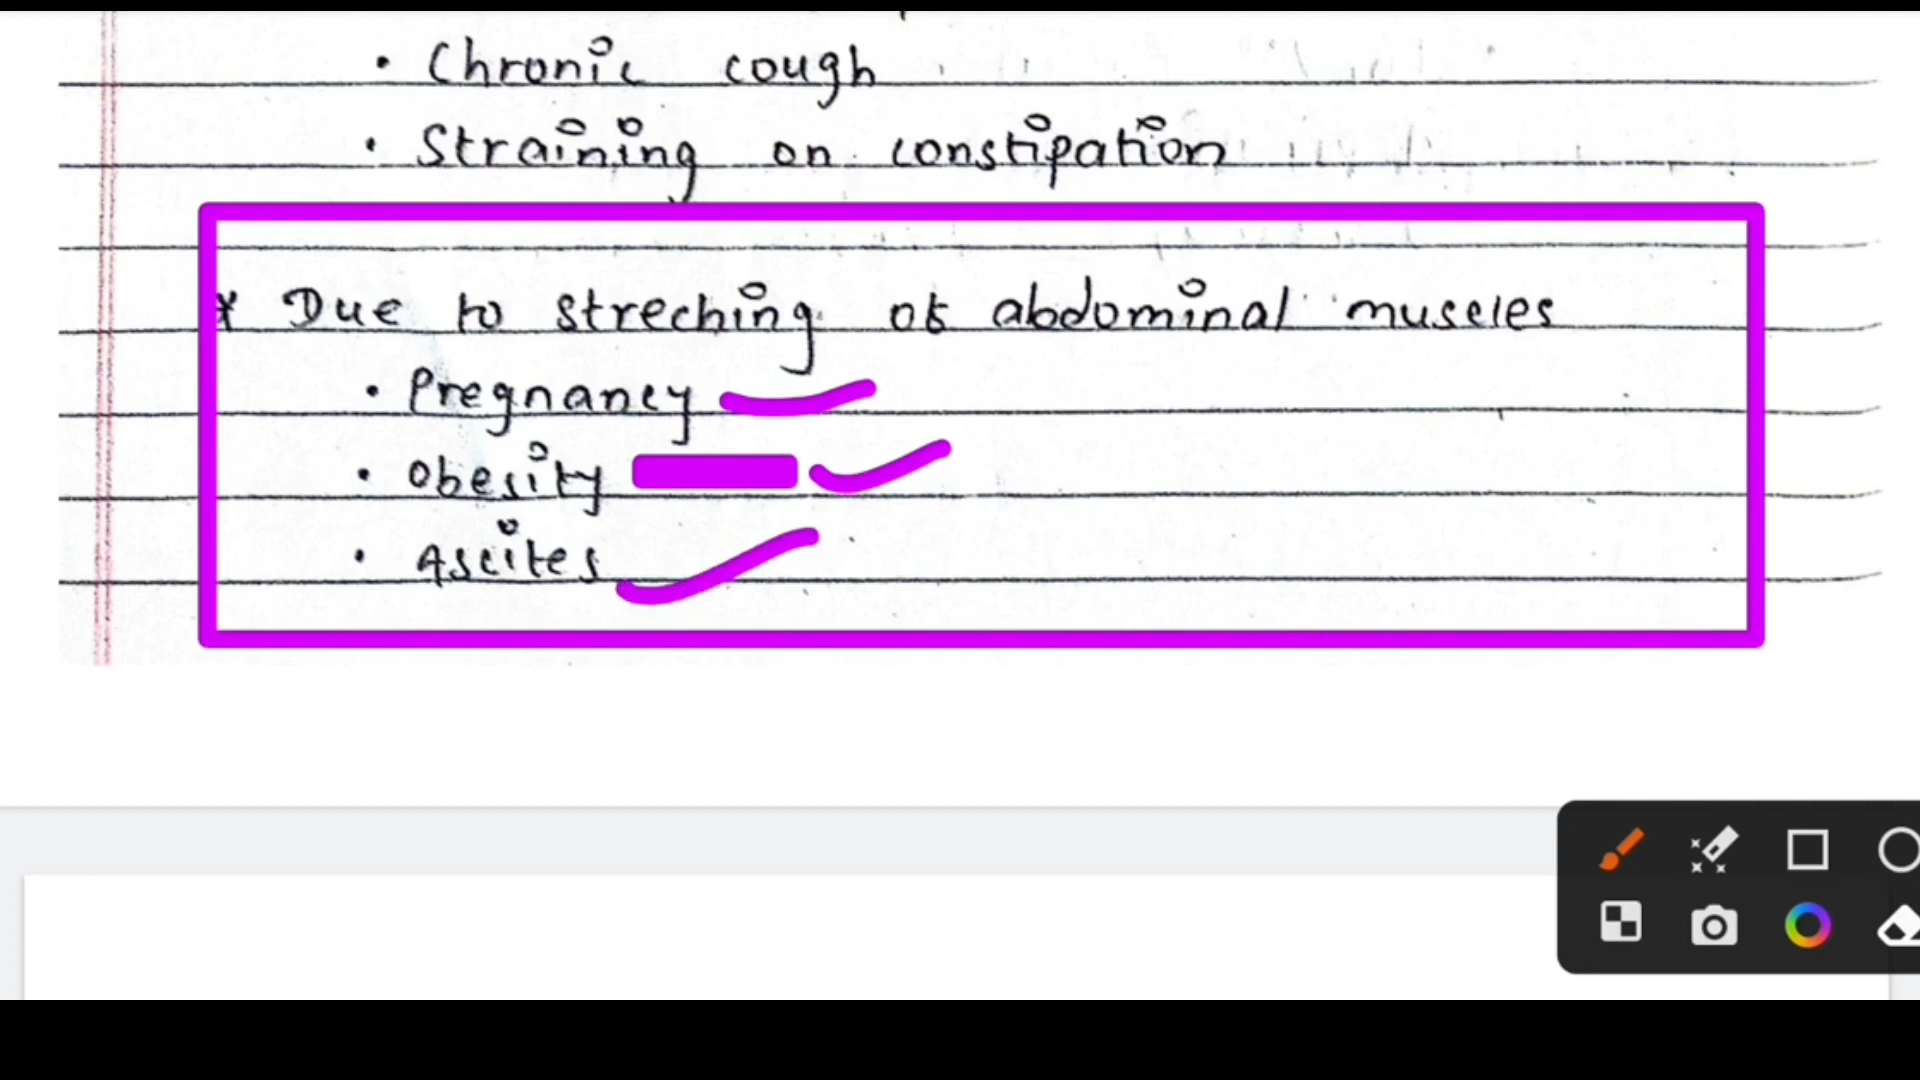 • Chronic cough
• Straining on constipation
* Due to streching of abdominal muscles
• Pregnancy
• Obesity
• Ascites